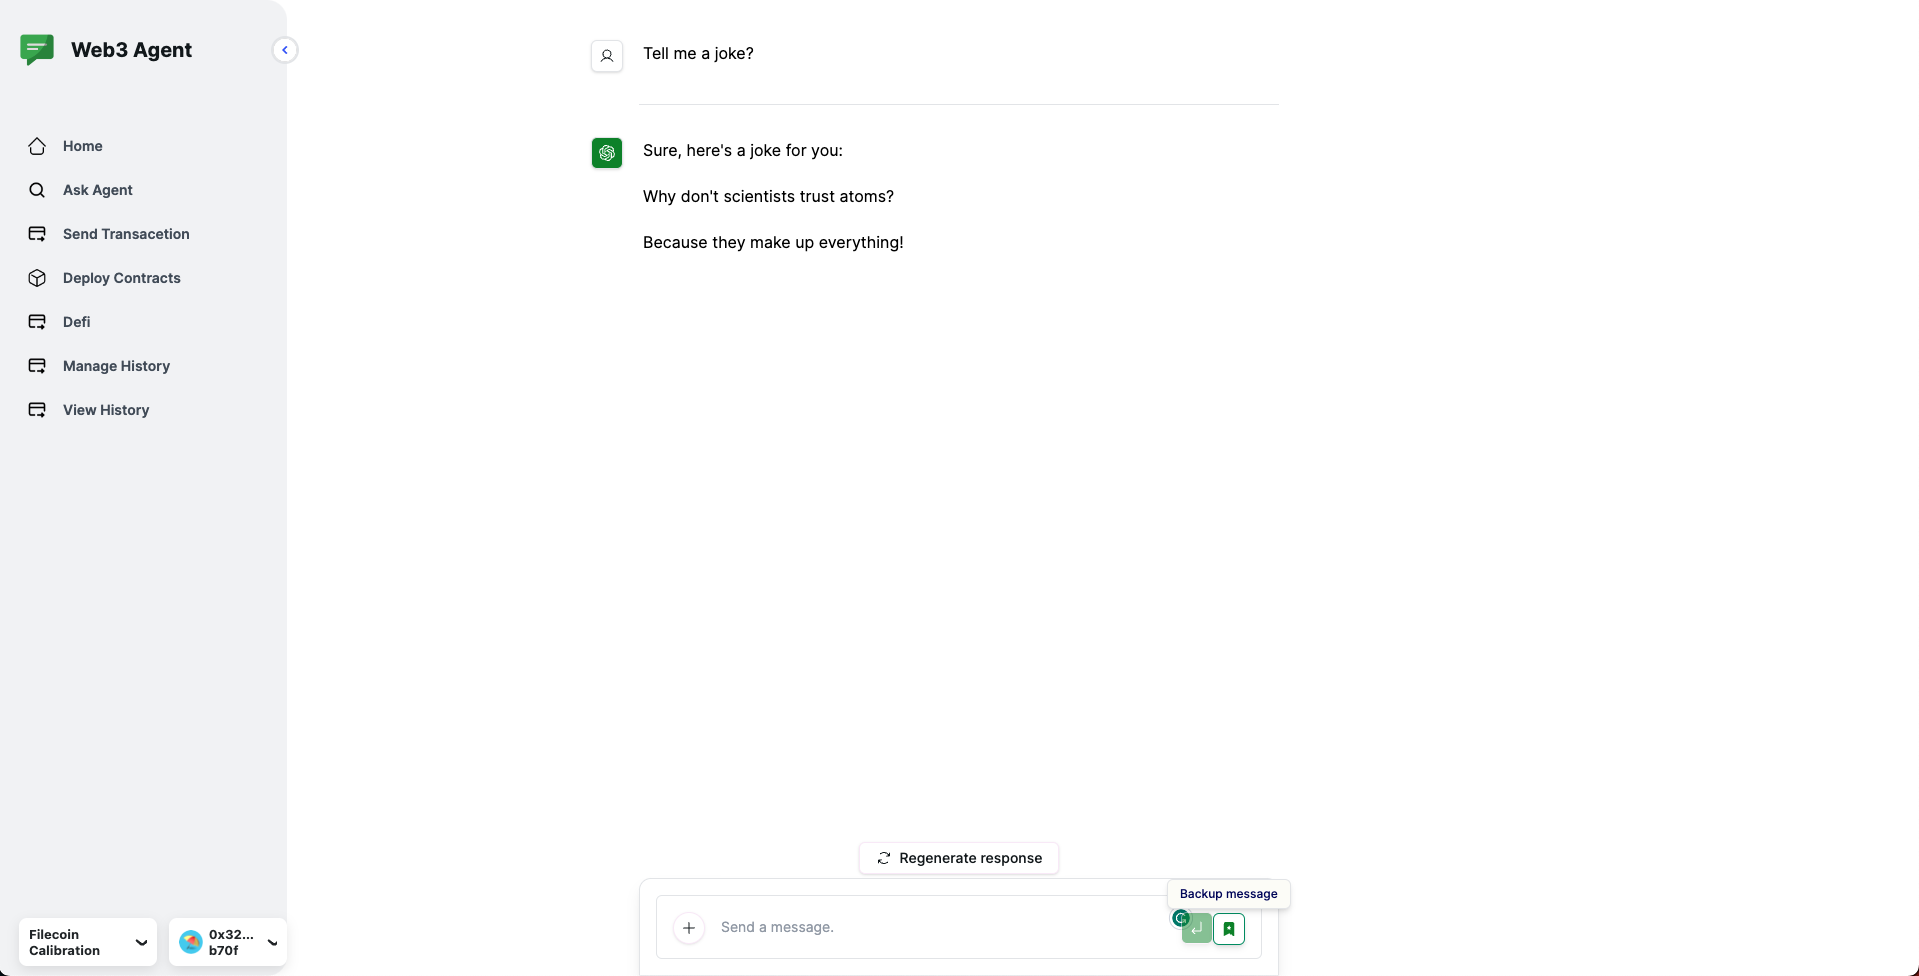 Web3 Agent
Home
Ask Agent
Send Transacetion
Deploy Contracts
Defi
Manage History
View History
Filecoin
Calibration
0x32...
b70f
Tell me a joke?
Sure, here's a joke for you:
Why don't scientists trust atoms?
Because they make up everything!
Regenerate response
Backup message
Send a message.